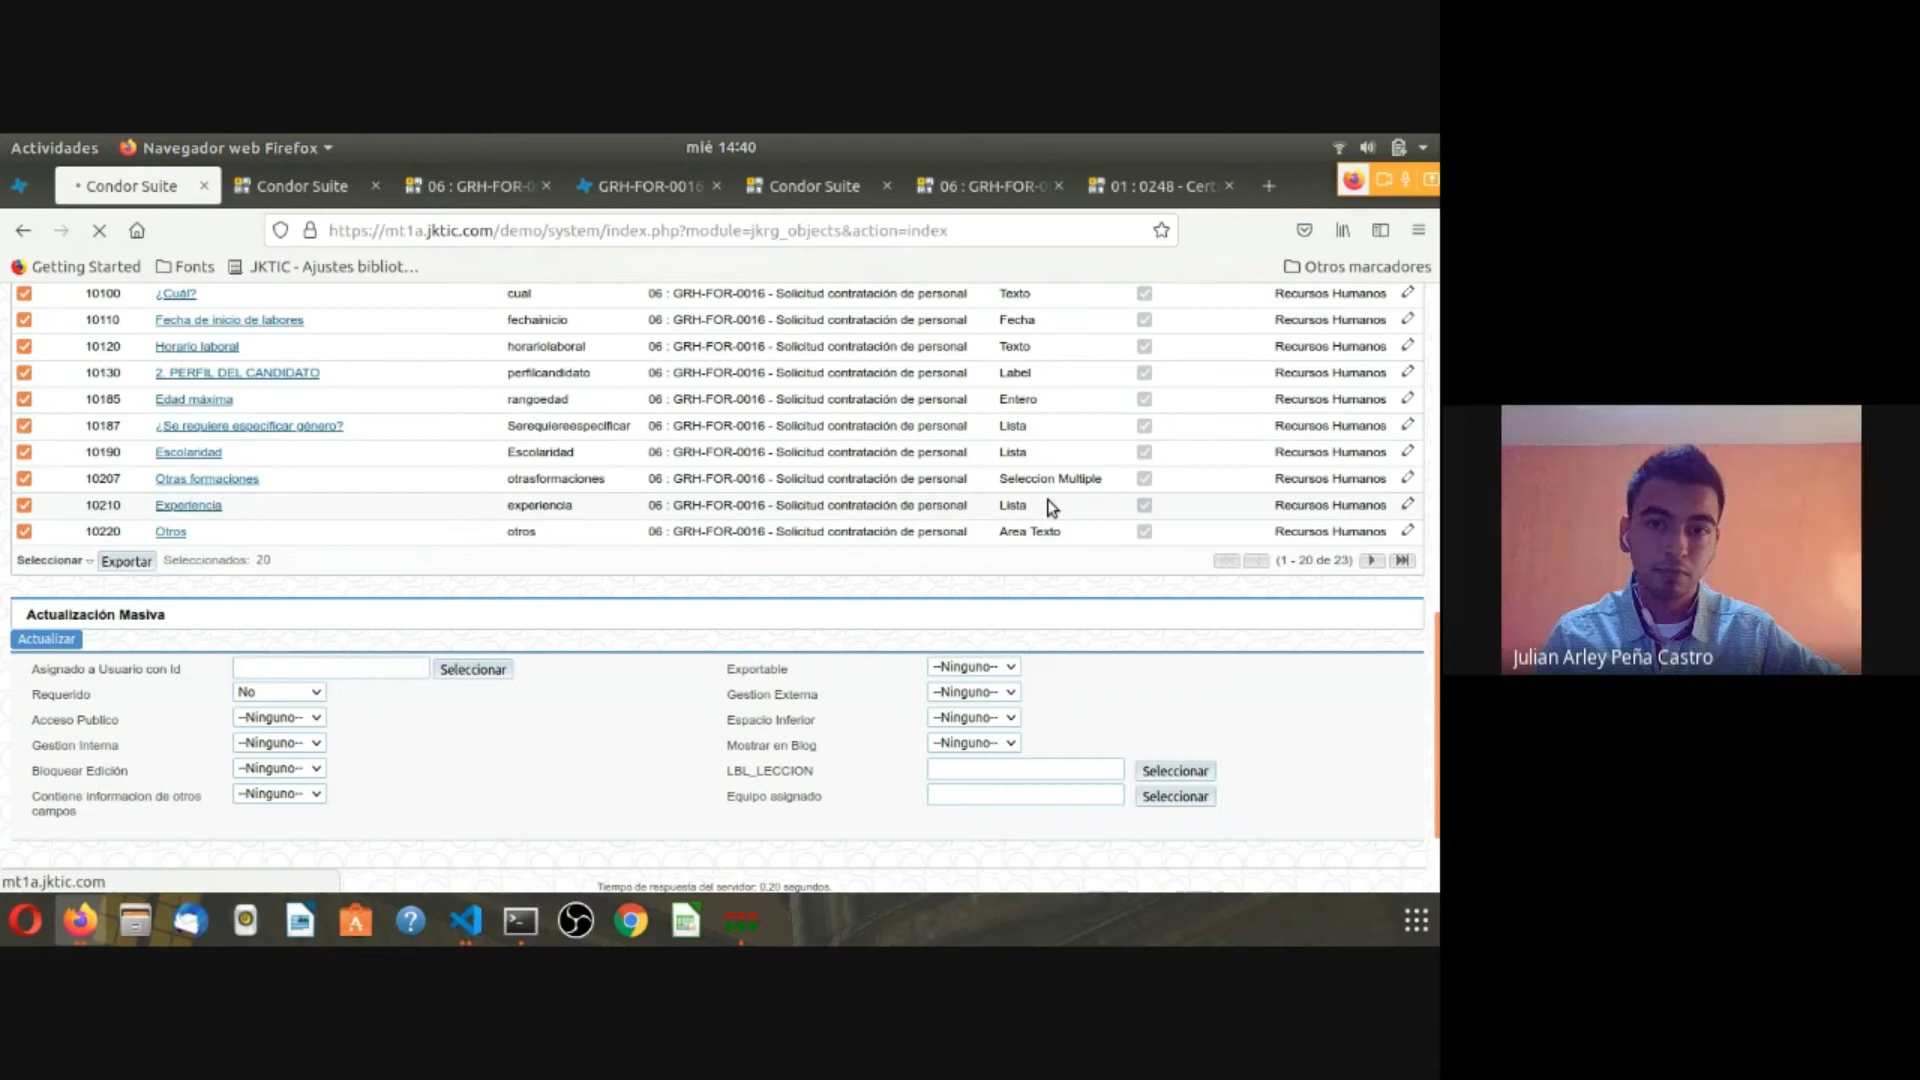 Actividades Navegador web Firefox mié 14:40
Condor Suite Condor Suite 06 : GRH-FOR-0 GRH-FOR-0016 Condor Suite 06 : GRH-FOR-0 01 : 0248 - Cert
https://mt1a.jktic.com/demo/system/index.php?module=jkrg_objects&action=index
Getting Started Fonts JKTIC - Ajustes bibliot... Otros marcadores
10100 ¿Cuál? cual 06 : GRH-FOR-0016 - Solicitud contratación de personal Texto Recursos Humanos
10110 Fecha de inicio de labores fechainicio 06 : GRH-FOR-0016 - Solicitud contratación de personal Fecha Recursos Humanos
10120 Horario laboral horariolaboral 06 : GRH-FOR-0016 - Solicitud contratación de personal Texto Recursos Humanos
10130 2. PERFIL DEL CANDIDATO perfilcandidato 06 : GRH-FOR-0016 - Solicitud contratación de personal Label Recursos Humanos
10185 Edad máxima rangoedad 06 : GRH-FOR-0016 - Solicitud contratación de personal Entero Recursos Humanos
10187 ¿Se requiere especificar género? Serequiereespecificar 06 : GRH-FOR-0016 - Solicitud contratación de personal Lista Recursos Humanos
10190 Escolaridad Escolaridad 06 : GRH-FOR-0016 - Solicitud contratación de personal Lista Recursos Humanos
10207 Otras formaciones otrasformaciones 06 : GRH-FOR-0016 - Solicitud contratación de personal Seleccion Multiple Recursos Humanos
10210 Experiencia experiencia 06 : GRH-FOR-0016 - Solicitud contratación de personal Lista Recursos Humanos
10220 Otros otros 06 : GRH-FOR-0016 - Solicitud contratación de personal Area Texto Recursos Humanos
Seleccionar Exportar Seleccionados: 20 (1 - 20 de 23)
Actualización Masiva
Actualizar
Asignado a Usuario con Id Seleccionar Exportable --Ninguno--
Requerido No Gestion Externa --Ninguno--
Acceso Publico --Ninguno-- Espacio Inferior --Ninguno--
Gestion Interna --Ninguno-- Mostrar en Blog --Ninguno--
Bloquear Edición --Ninguno-- LBL_LECCION Seleccionar
Contiene informacion de otros --Ninguno-- Equipo asignado Seleccionar
campos
mt1a.jktic.com
Tiempo de respuesta del servidor: 0.20 segundos.
Julian Arley Peña Castro